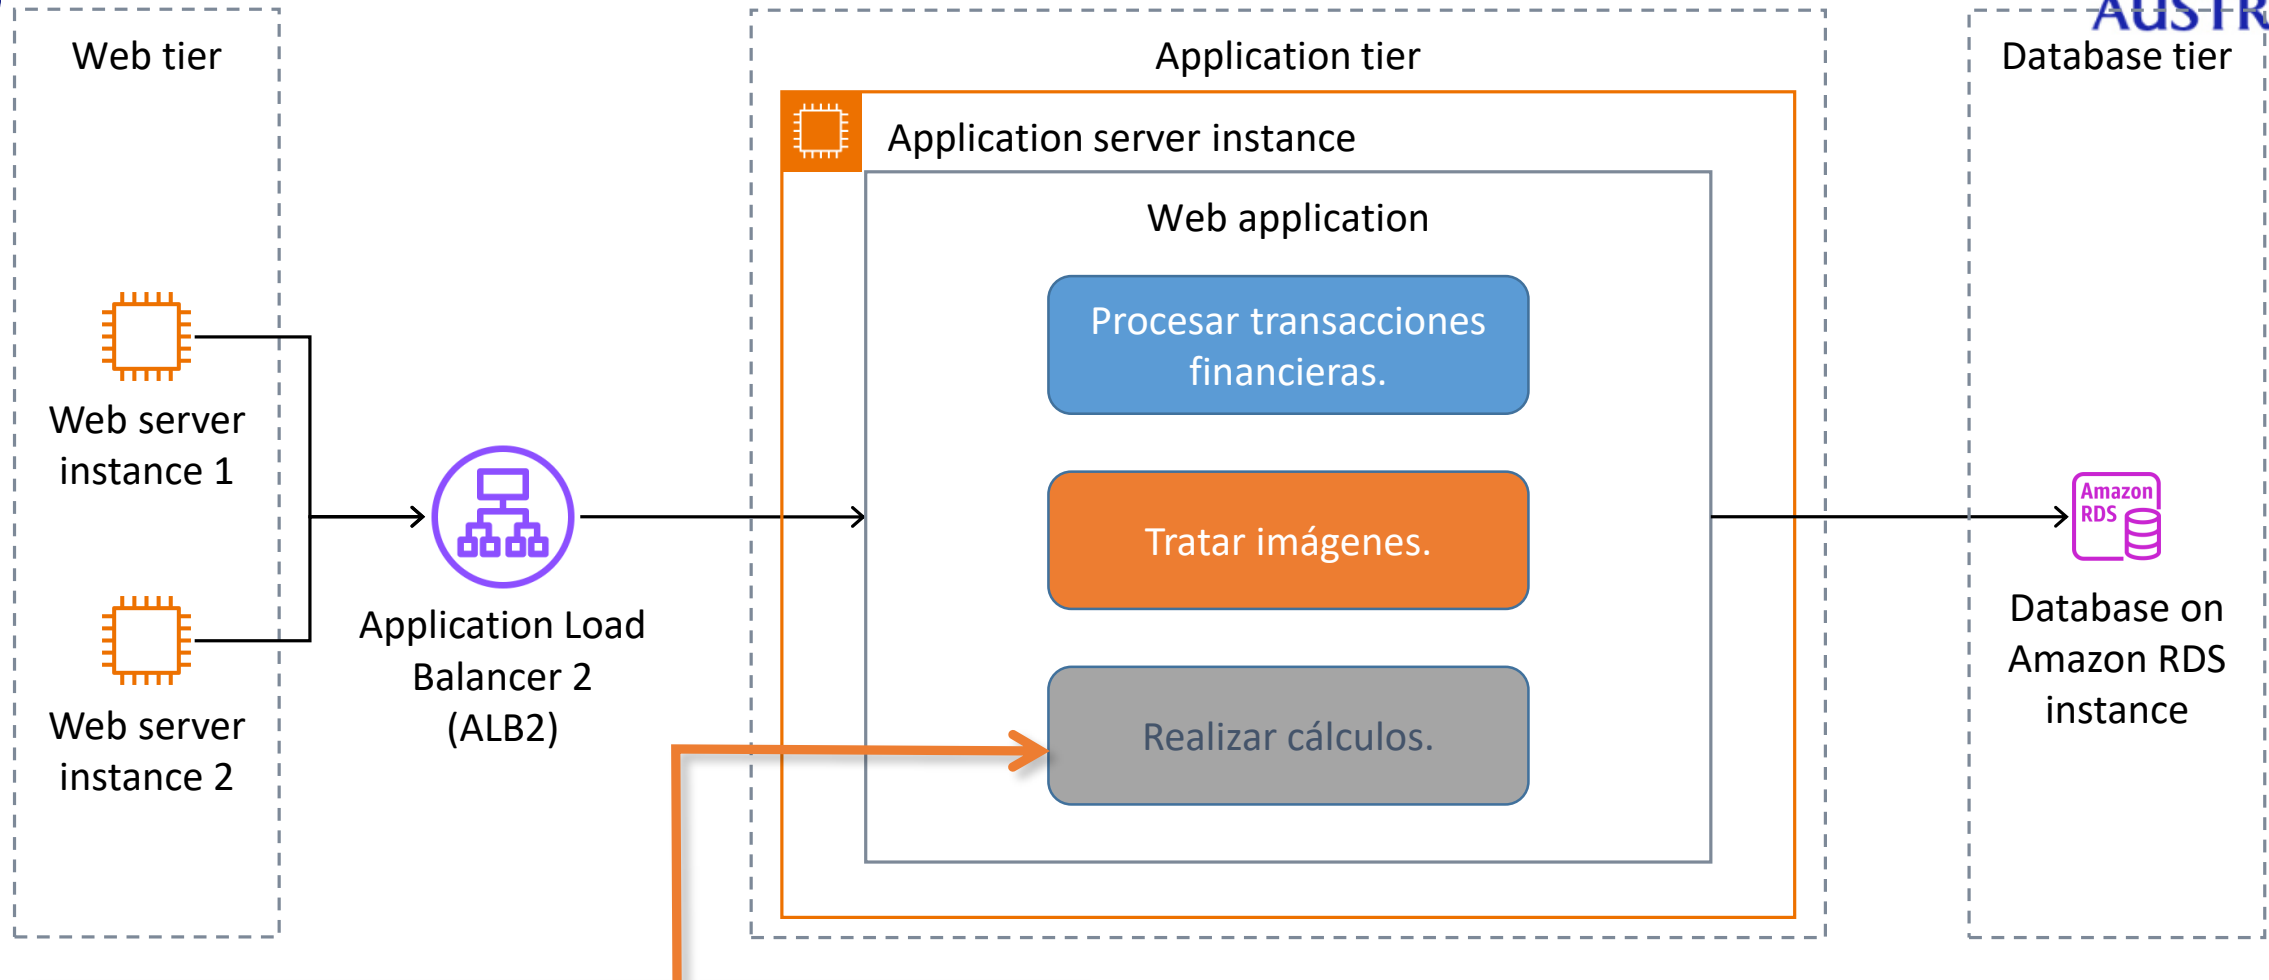 Web tier
Application tier
Database tier
Application server instance
Web application
Procesar transacciones
financieras.
Web server
instance 1
Tratar imágenes.
Amazon
RDS
Application Load
Balancer 2
(ALB2)
Database on
Amazon RDS
instance
Web server
instance 2
Realizar cálculos.